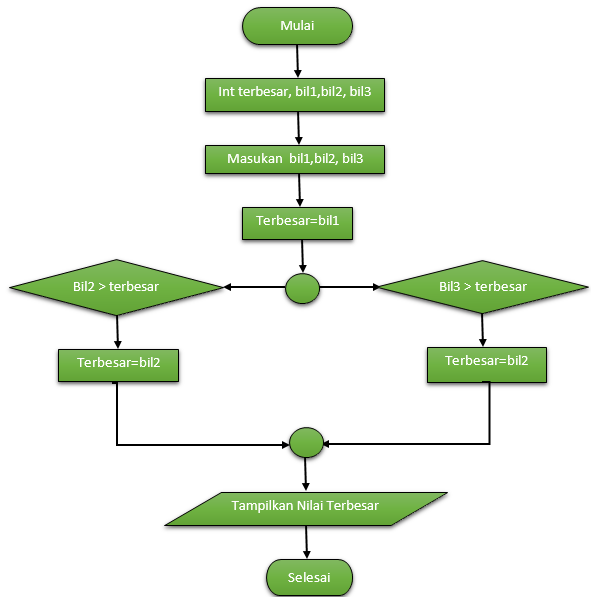 Mulai
Int terbesar, bil1,bil2, bil3
Masukan  bil1,bil2, bil3
Terbesar=bil1
Bil2 > terbesar
Bil3 > terbesar
Terbesar=bil2
Terbesar=bil2
Tampilkan Nilai Terbesar
Selesai